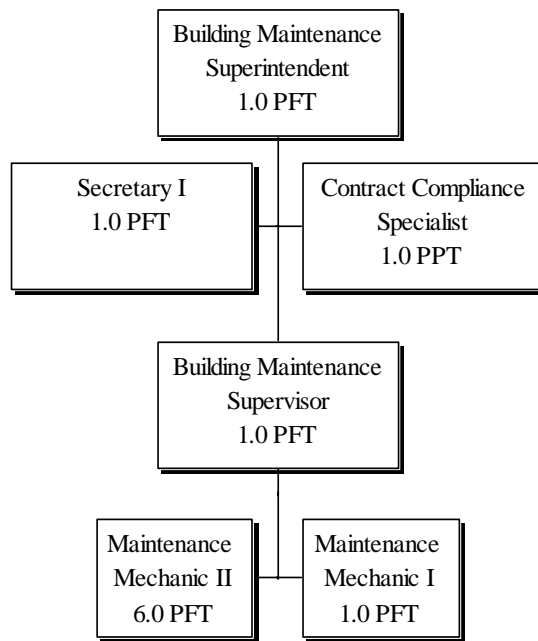 Building Maintenance
Superintendent
1.0 PFT
Secretary I
1.0 PFT
Contract Compliance
Specialist
1.0 PPT
Building Maintenance
Supervisor
1.0 PFT
Maintenance
Mechanic II
6.0 PFT
Maintenance
Mechanic I
1.0 PFT